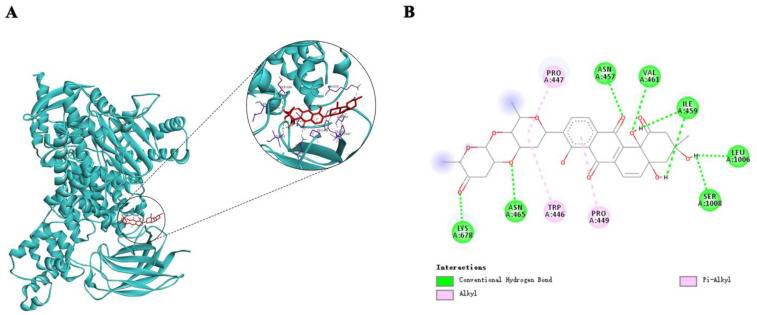 A
B
PRO
A:447
ASN
A:457
VAL
A:461
ILE
A:459
LEU
A:1006
SER
A:1008
LYS
A:678
ASN
A:465
TRP
A:446
PRO
A:449
H
H
H
Interactions
Conventional Hydrogen Bond
Alkyl
Pi-Alkyl